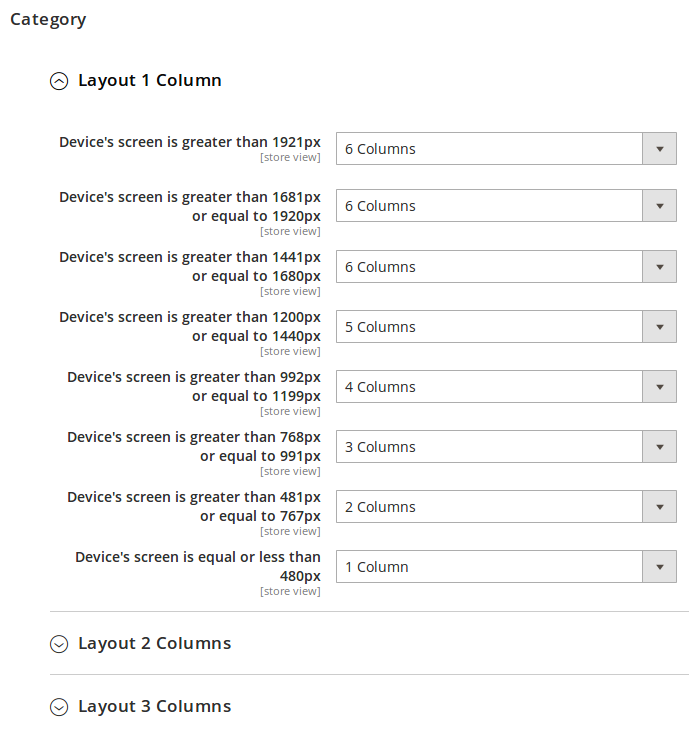 Category
Layout 1 Column
Device's screen is greater than 1921px
[store view]
6 Columns
Device's screen is greater than 1681px
or equal to 1920px
[store view]
6 Columns
Device's screen is greater than 1441px
or equal to 1680px
[store view]
6 Columns
Device's screen is greater than 1200px
or equal to 1440px
[store view]
5 Columns
Device's screen is greater than 992px
or equal to 1199px
[store view]
4 Columns
Device's screen is greater than 768px
or equal to 991px
[store view]
3 Columns
Device's screen is greater than 481px
or equal to 767px
[store view]
2 Columns
Device's screen is equal or less than
480px
[store view]
1 Column
Layout 2 Columns
Layout 3 Columns